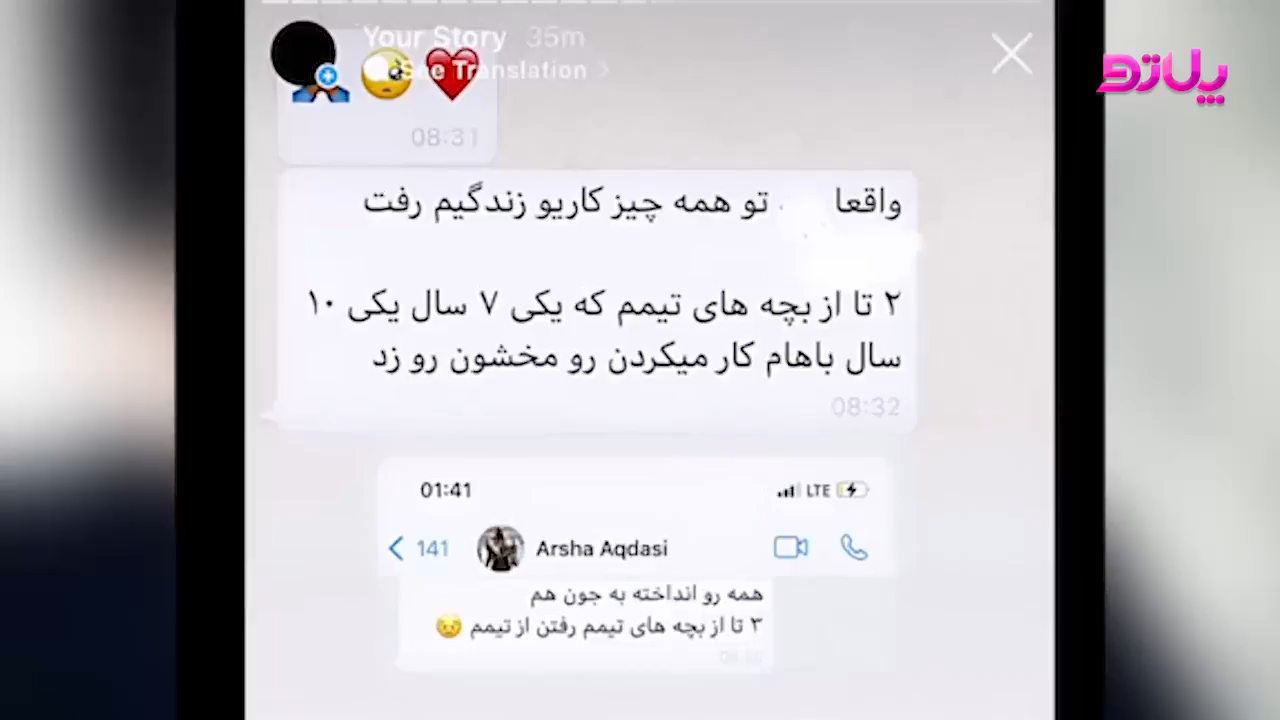 Your Story 35m
See Translation
پلاتو
08:31
واقعا تو همه چیز کاریو زندگیم رفت
۲ تا از بچه های تیمم که یکی ۷ سال یکی ۱۰
سال باهام کار میکردن رو مخشون رو زد
08:32
01:41 LTE
141 Arsha Aqdasi
همه رو انداخته به جون هم
۳ تا از بچه های تیمم رفتن از تیمم